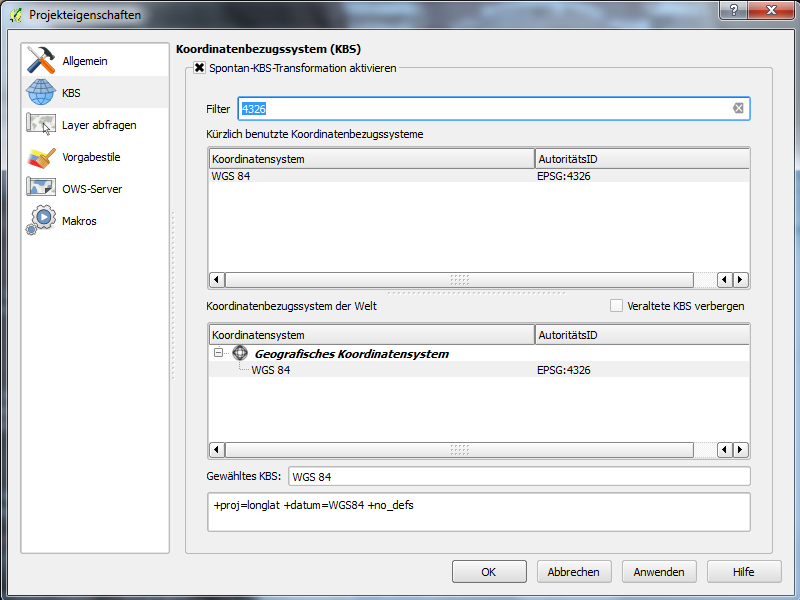 Projekteigenschaften
Allgemein
KBS
Layer abfragen
Vorgabestile
OWS-Server
Makros
Koordinatenbezugssystem (KBS)
Spontan-KBS-Transformation aktivieren
Filter 4326
Kürzlich benutzte Koordinatenbezugssysteme
Koordinatensystem AutoritätsID
WGS 84 EPSG:4326
Koordinatenbezugssystem der Welt Veraltete KBS verbergen
Koordinatensystem AutoritätsID
Geografisches Koordinatensystem
WGS 84 EPSG:4326
Gewähltes KBS: WGS 84
+proj=longlat +datum=WGS84 +no_defs
OK Abbrechen Anwenden Hilfe